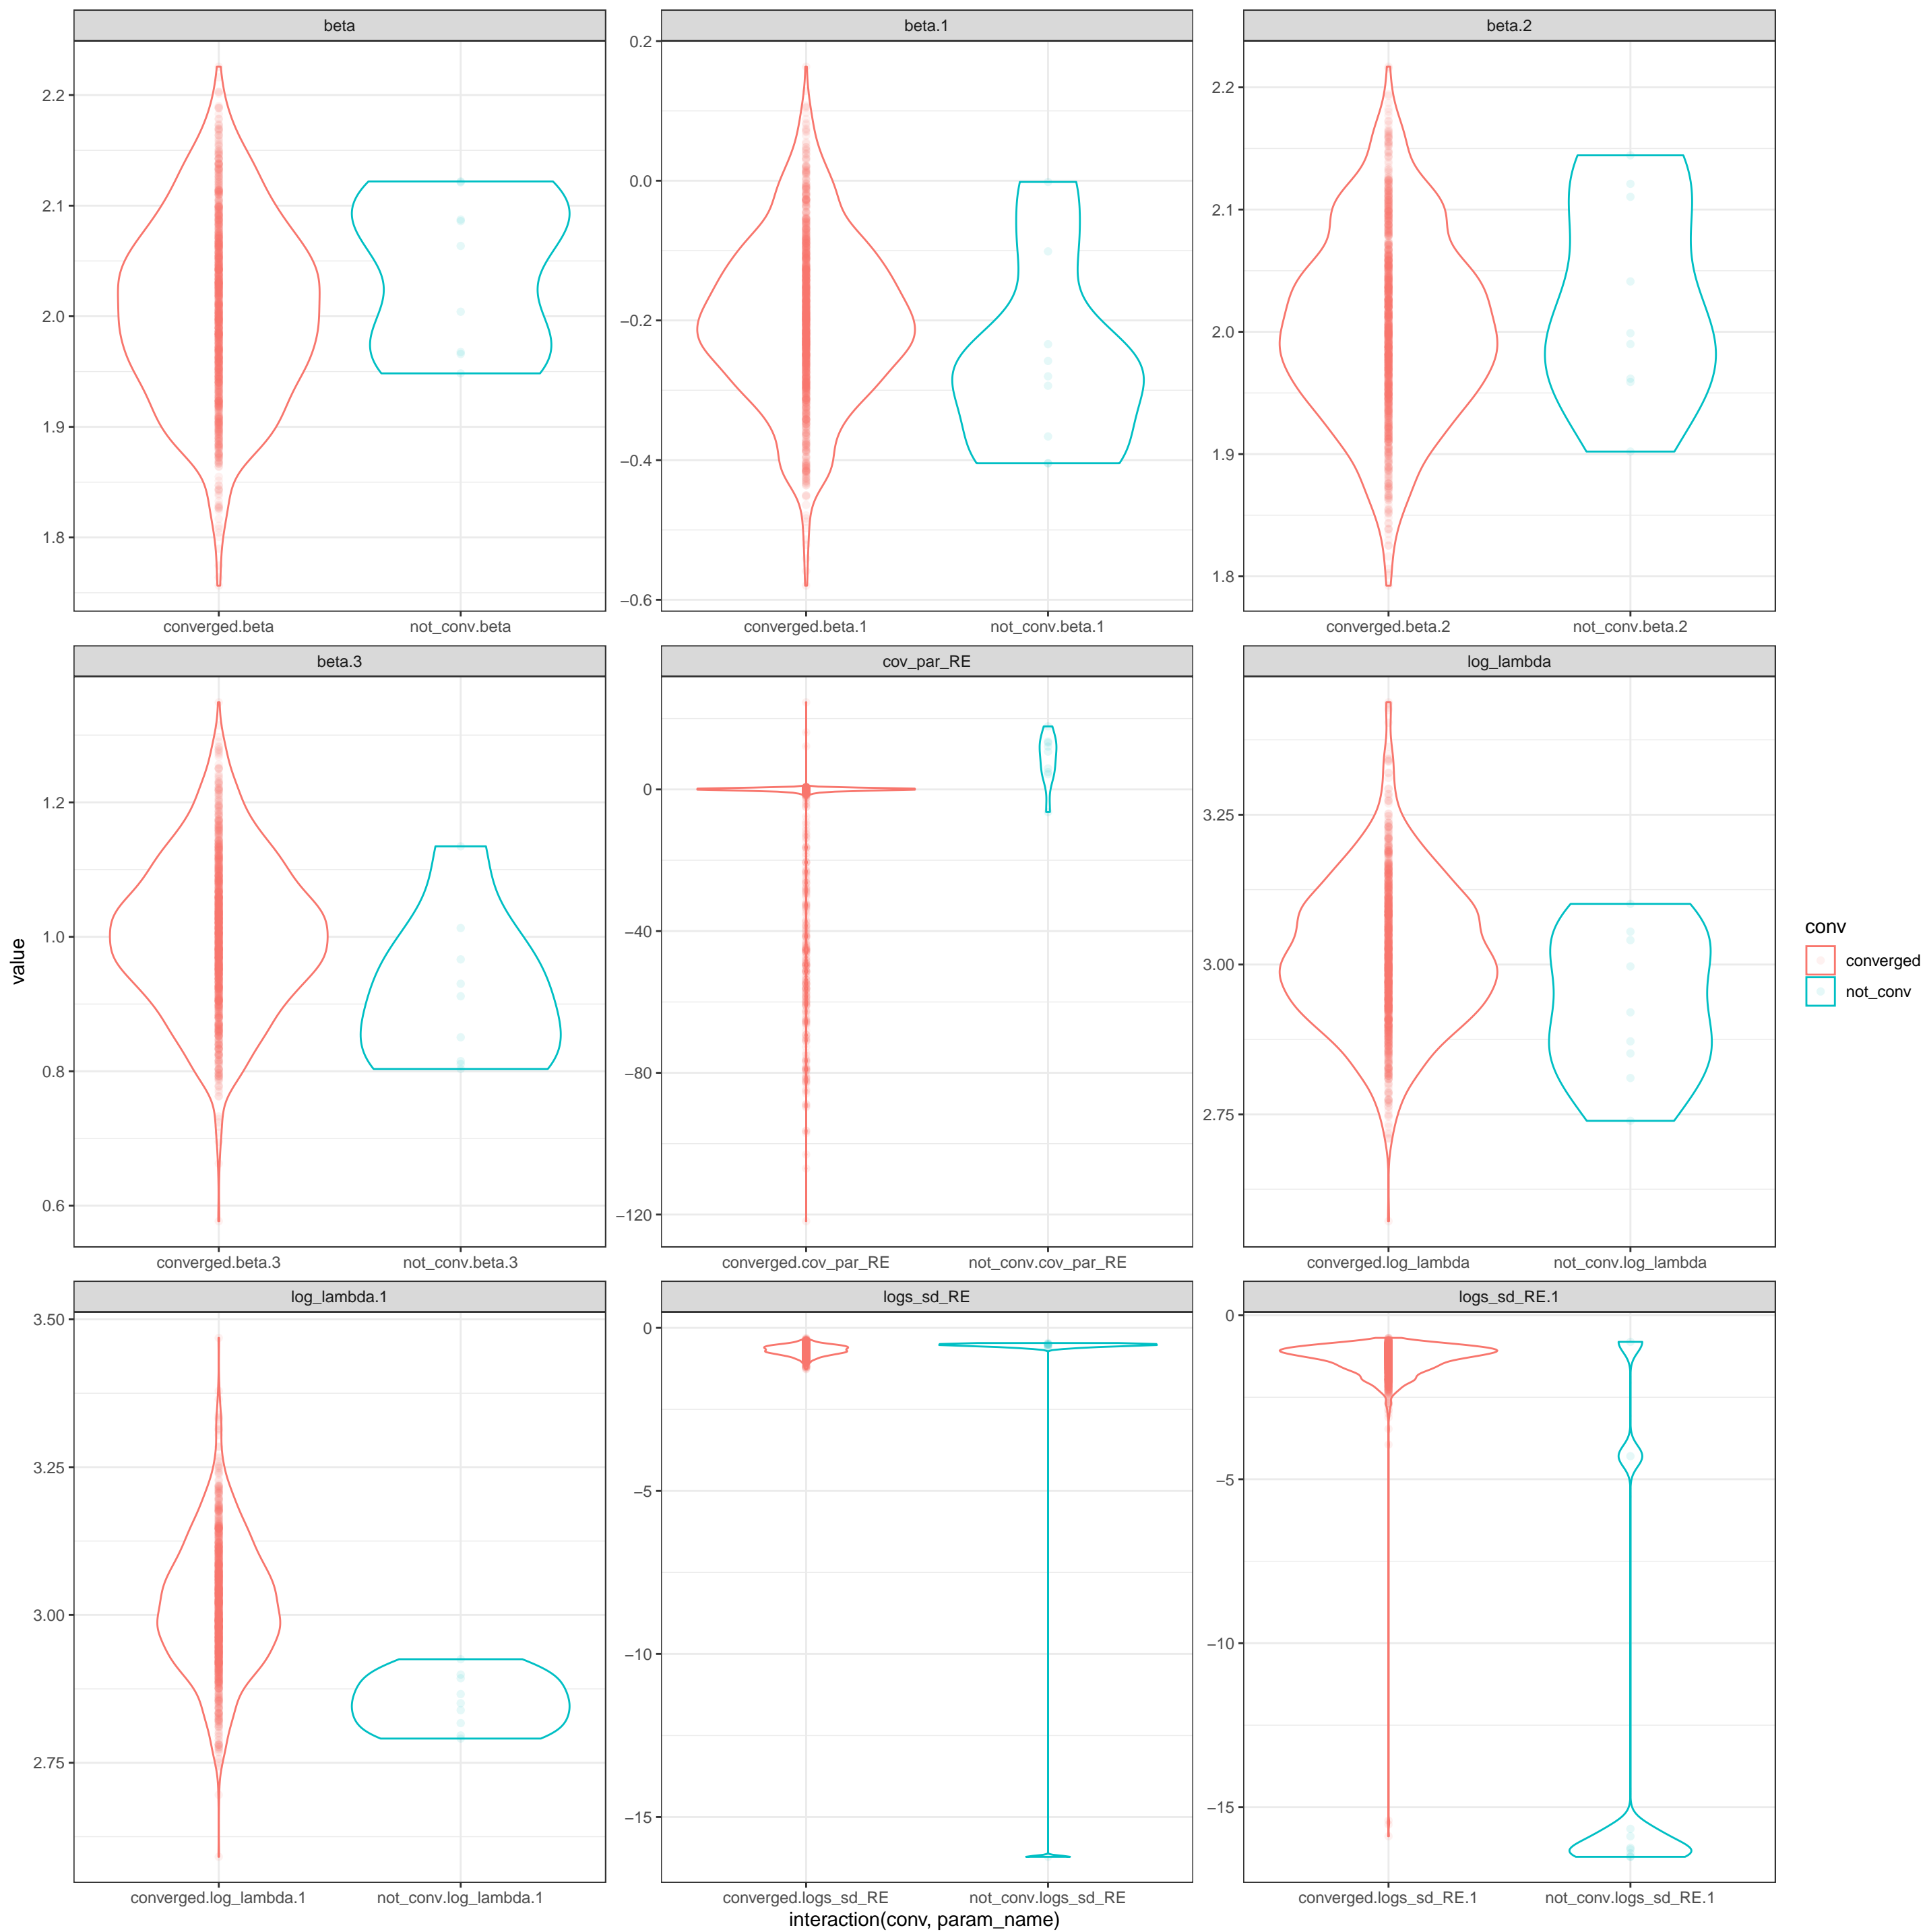 beta
beta.1
beta.2
2.2
2.1
2.0
1.9
1.8
0.2
0.0
−0.2
−0.4
−0.6
2.2
2.1
2.0
1.9
1.8
converged.beta
not_conv.beta
converged.beta.1
not_conv.beta.1
converged.beta.2
not_conv.beta.2
beta.3
cov_par_RE
log_lambda
1.2
1.0
0.8
0.6
0
−40
−80
−120
3.25
3.00
2.75
converged.beta.3
not_conv.beta.3
converged.cov_par_RE
not_conv.cov_par_RE
converged.log_lambda
not_conv.log_lambda
log_lambda.1
logs_sd_RE
logs_sd_RE.1
3.50
3.25
3.00
2.75
0
−5
−10
−15
0
−5
−10
−15
converged.log_lambda.1
not_conv.log_lambda.1
converged.logs_sd_RE
not_conv.logs_sd_RE
converged.logs_sd_RE.1
not_conv.logs_sd_RE.1
interaction(conv, param_name)
value
conv
converged
not_conv